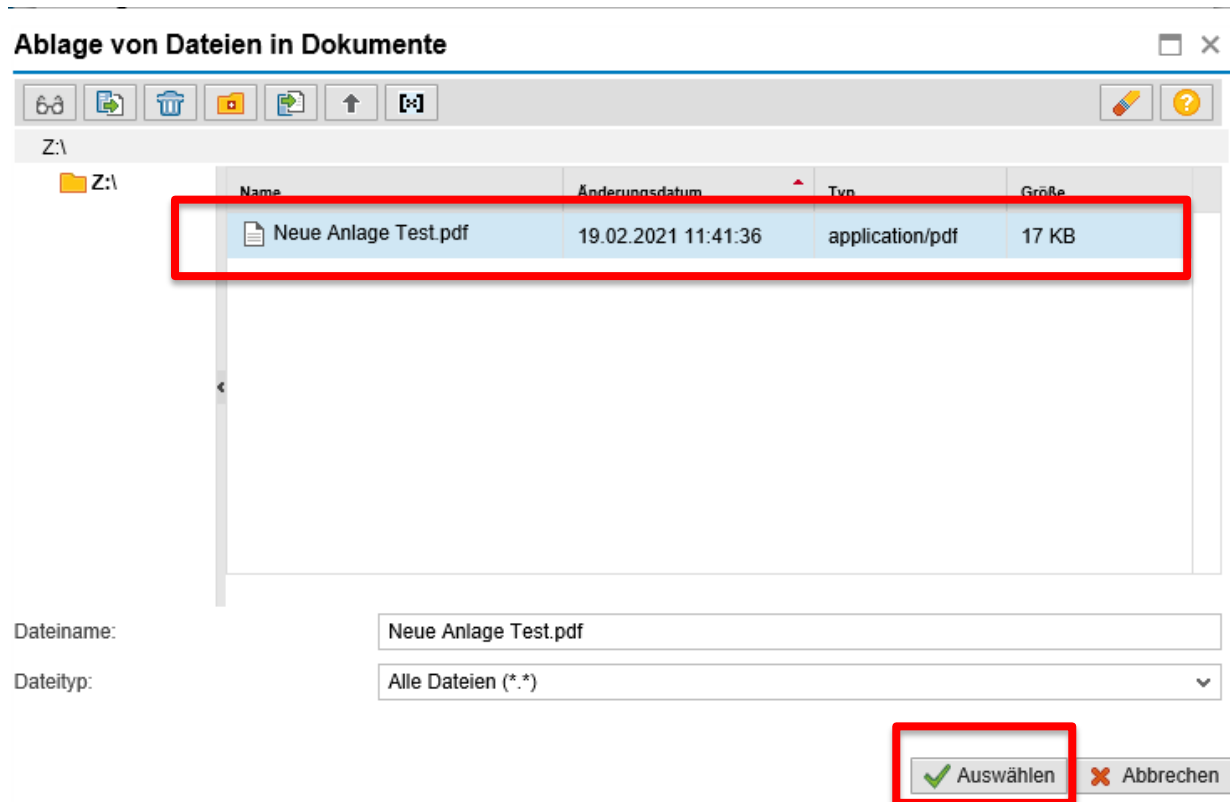 Ablage von Dateien in Dokumente
Z:\
Z:\
Name Änderungsdatum Typ Größe
Neue Anlage Test.pdf 19.02.2021 11:41:36 application/pdf 17 KB
Dateiname: Neue Anlage Test.pdf
Dateityp: Alle Dateien (*.*)
Auswählen Abbrechen